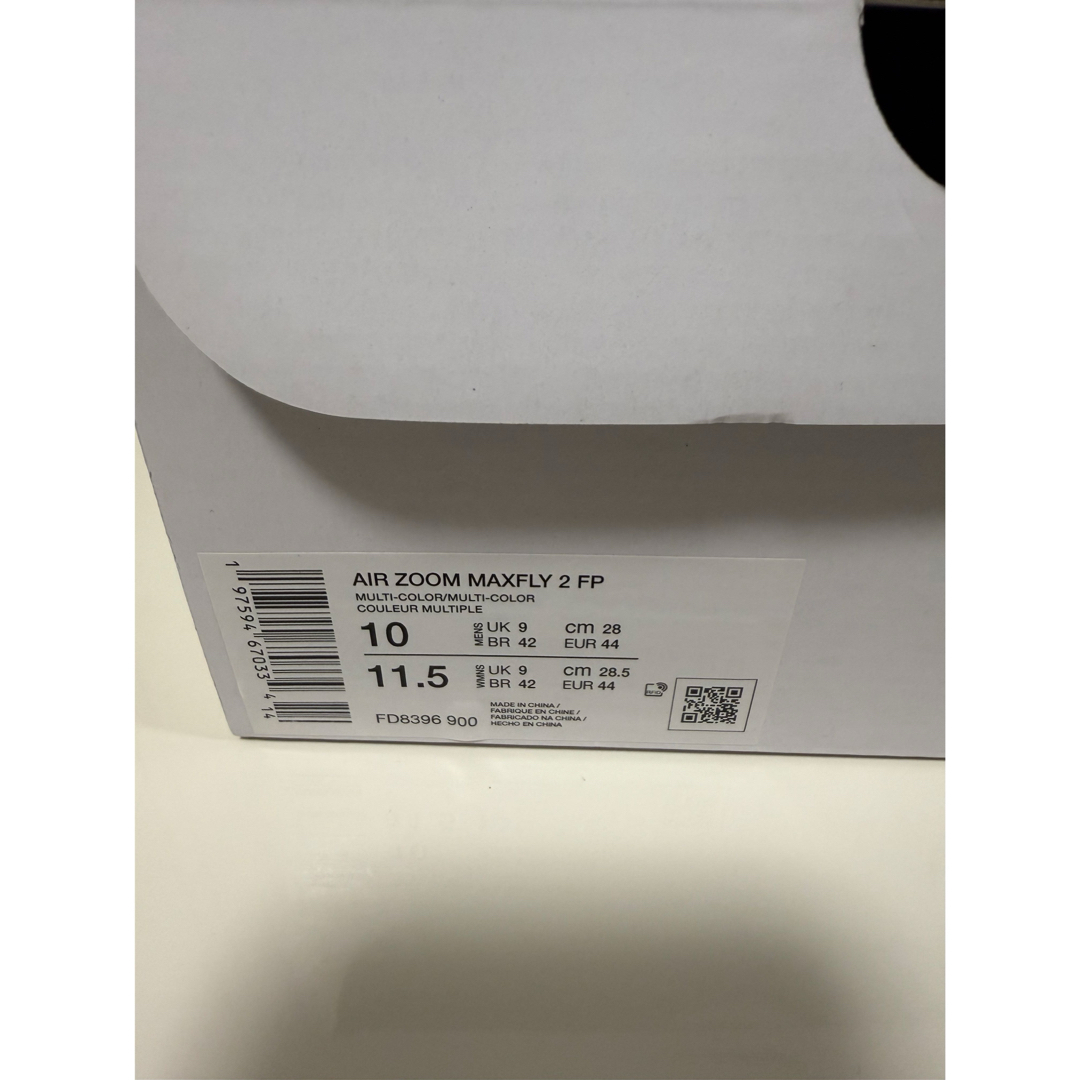 AIR ZOOM MAXFLY 2 FP
MULTI-COLOR/MULTI-COLOR
COULEUR MULTIPLE
10 MENS UK 9 cm 28
BR 42 EUR 44
11.5 WMNS UK 9 cm 28.5
BR 42 EUR 44
FD8396 900
MADE IN CHINA /
FABRIQUE EN CHINE /
FABRICADO NA CHINA /
HECHO EN CHINA
RFID
1 97594 67033 4 14